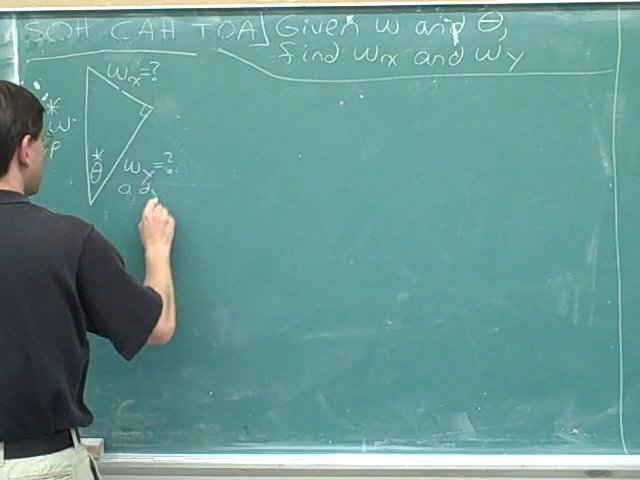 SOH CAH TOA
Given w and θ,
find wx and wy
wx=?
*
w
*
θ
wy=?
ad